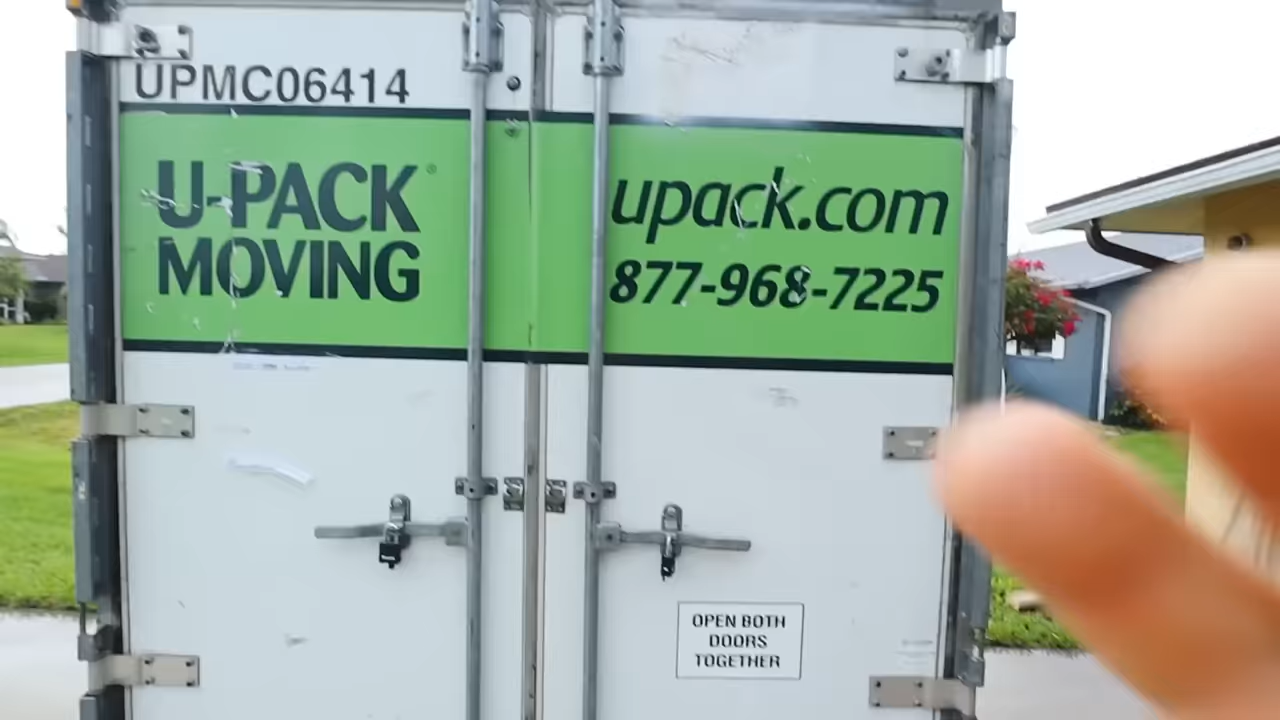 UPMC06414
U-PACK®
MOVING
upack.com
877-968-7225
OPEN BOTH
DOORS
TOGETHER